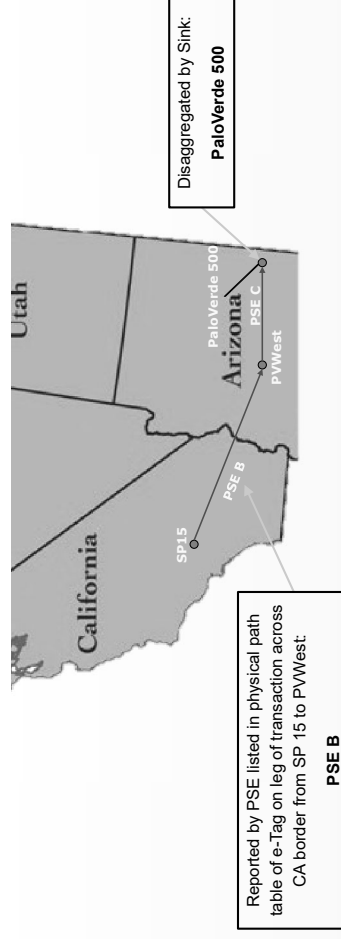 Utah
California
Arizona
SP15
PSE B
PSE C
PVWest
PaloVerde 500
Disaggregated by Sink:
PaloVerde 500
Reported by PSE listed in physical path
table of e-Tag on leg of transaction across
CA border from SP 15 to PVWest:
PSE B